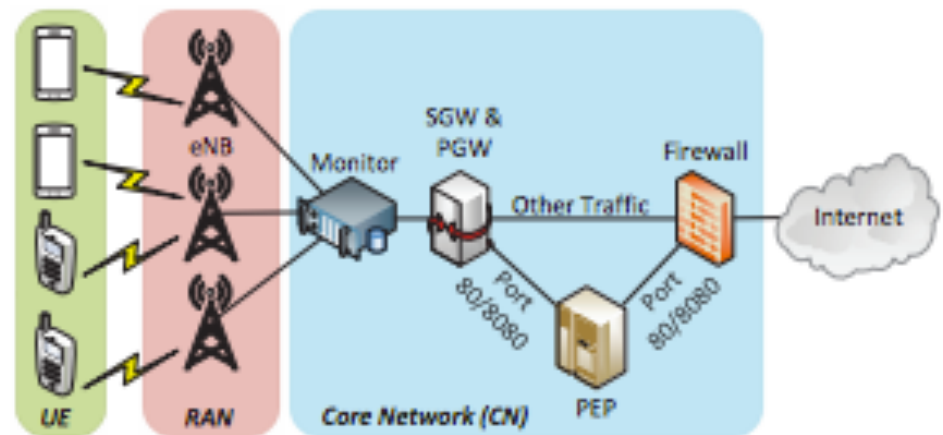 SGW &
PGW
Firewall
eNB
Monitor
Other Traffic
Internet
Port
80/8080
Port
80/8080
PEP
UE
RAN
Core Network (CN)